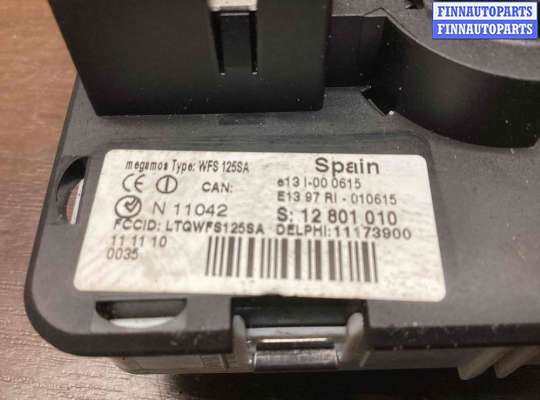 FINNAUTOPARTS
FINNAUTOPARTS
megamos Type: WFS 125SA
Spain
CAN:
e13 I-00 0615
E13 97 RI - 010615
N 11042
S: 12 801 010
FCCID: LTQWFS125SA
DELPHI:11173900
11 11 10
0035